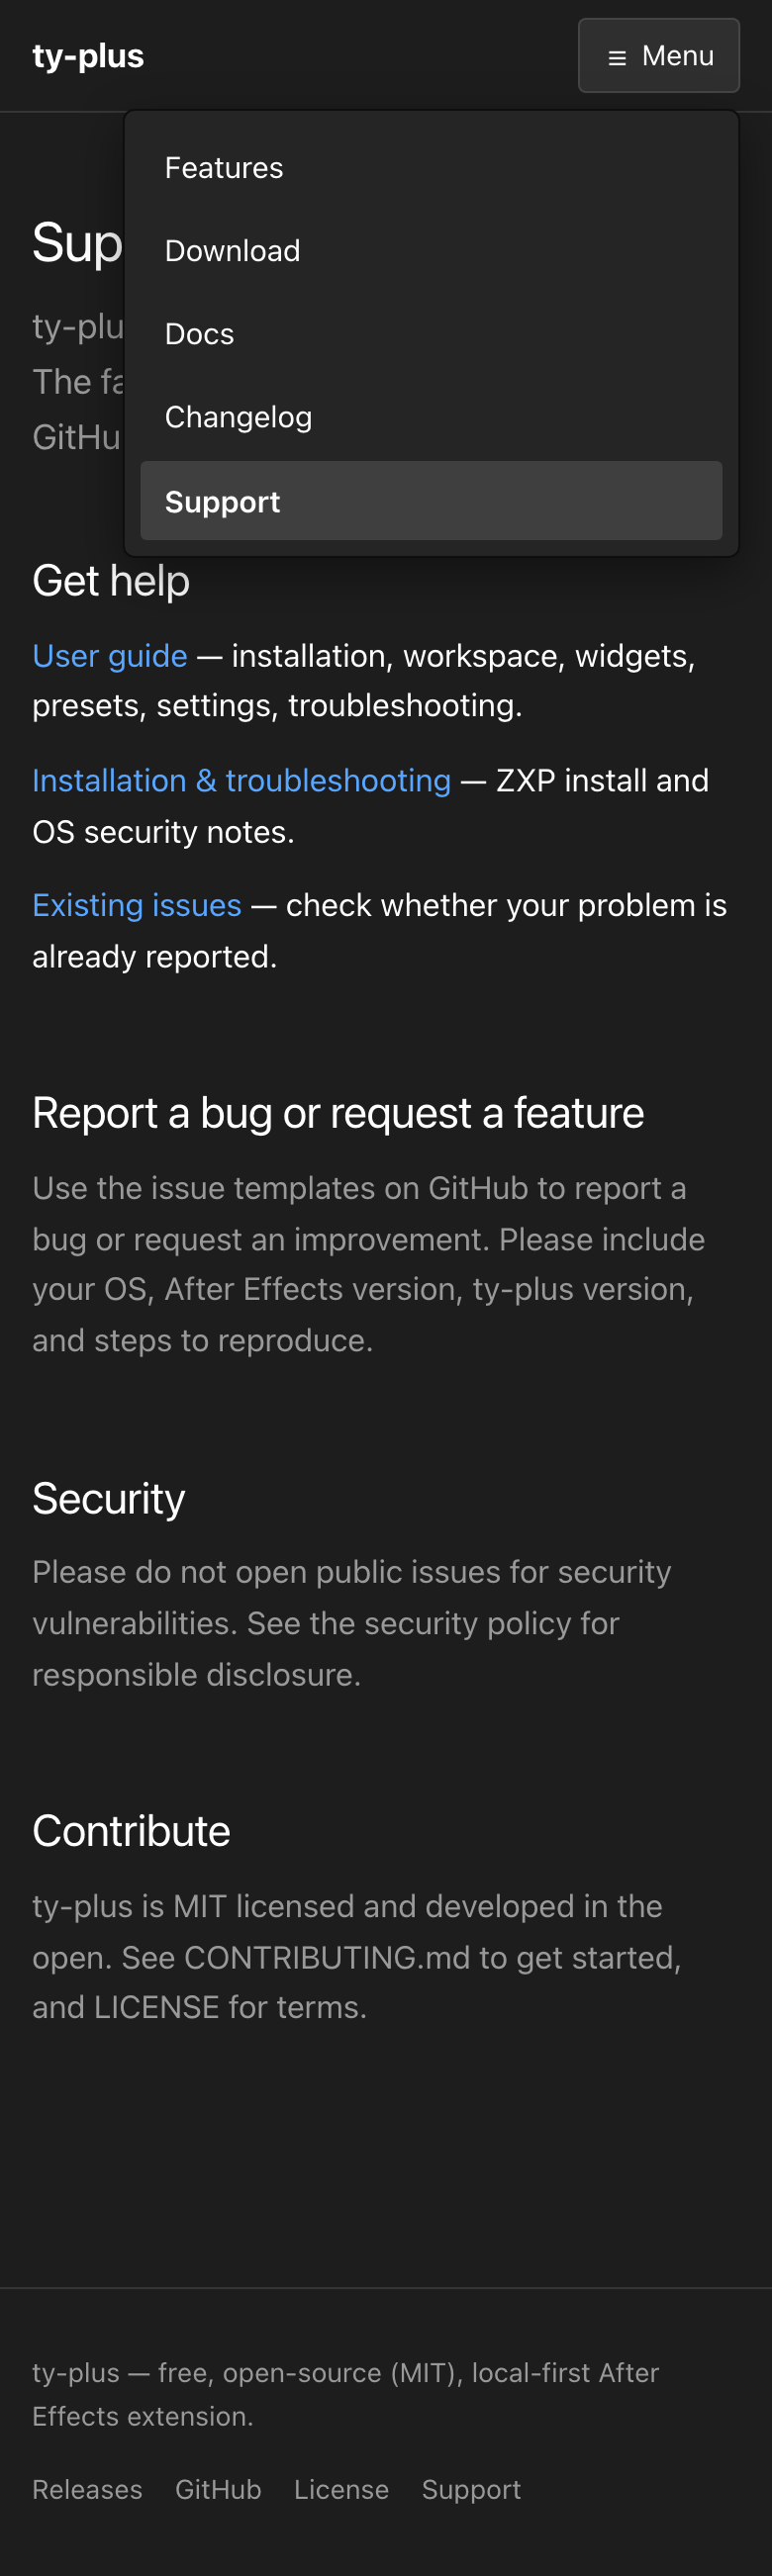 ty-plus
≡ Menu
Features
Download
Docs
Changelog
Support
Sup
ty-plu
The fa
GitHu
Get help
User guide — installation, workspace, widgets,
presets, settings, troubleshooting.
Installation & troubleshooting — ZXP install and
OS security notes.
Existing issues — check whether your problem is
already reported.
Report a bug or request a feature
Use the issue templates on GitHub to report a
bug or request an improvement. Please include
your OS, After Effects version, ty-plus version,
and steps to reproduce.
Security
Please do not open public issues for security
vulnerabilities. See the security policy for
responsible disclosure.
Contribute
ty-plus is MIT licensed and developed in the
open. See CONTRIBUTING.md to get started,
and LICENSE for terms.
ty-plus — free, open-source (MIT), local-first After
Effects extension.
Releases GitHub License Support